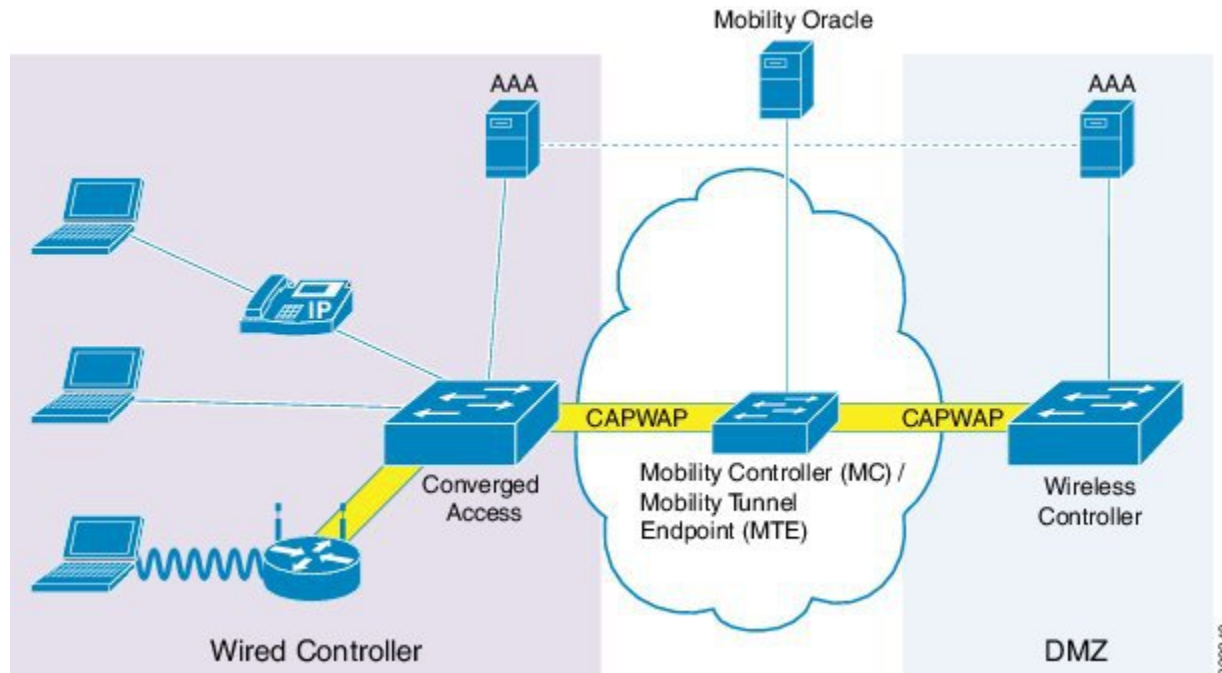 Mobility Oracle
AAA
AAA
IP
CAPWAP
CAPWAP
Converged
Access
Mobility Controller (MC) /
Mobility Tunnel
Endpoint (MTE)
Wireless
Controller
Wired Controller
DMZ